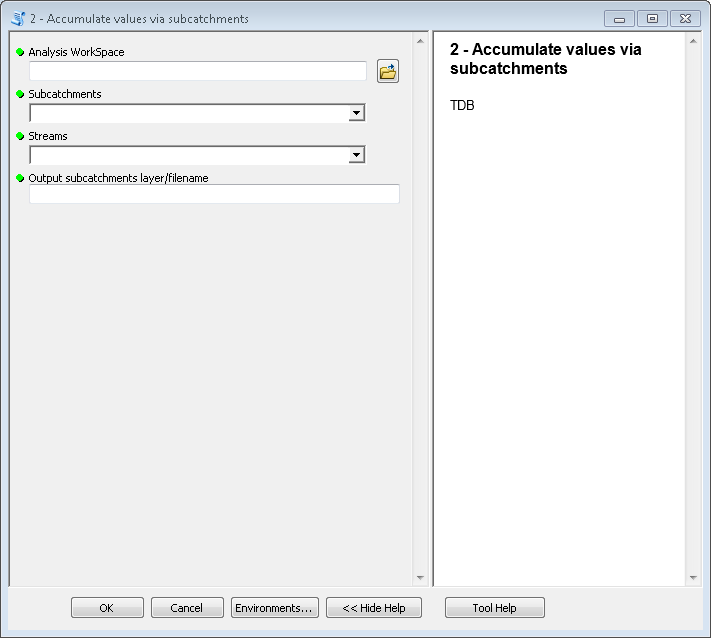 2 - Accumulate values via subcatchments
Analysis WorkSpace
Subcatchments
Streams
Output subcatchments layer/filename
2 - Accumulate values via
subcatchments
TDB
OK
Cancel
Environments...
<< Hide Help
Tool Help